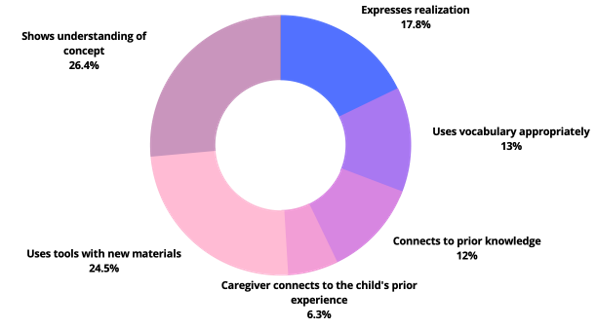 Expresses realization
17.8%
Shows understanding of
concept
26.4%
Uses vocabulary appropriately
13%
Connects to prior knowledge
12%
Uses tools with new materials
24.5%
Caregiver connects to the child's prior
experience
6.3%